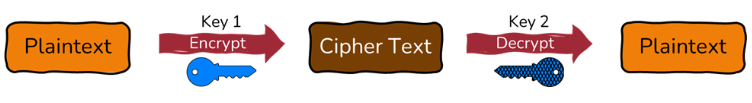 Plaintext
Key 1
Encrypt
Cipher Text
Key 2
Decrypt
Plaintext